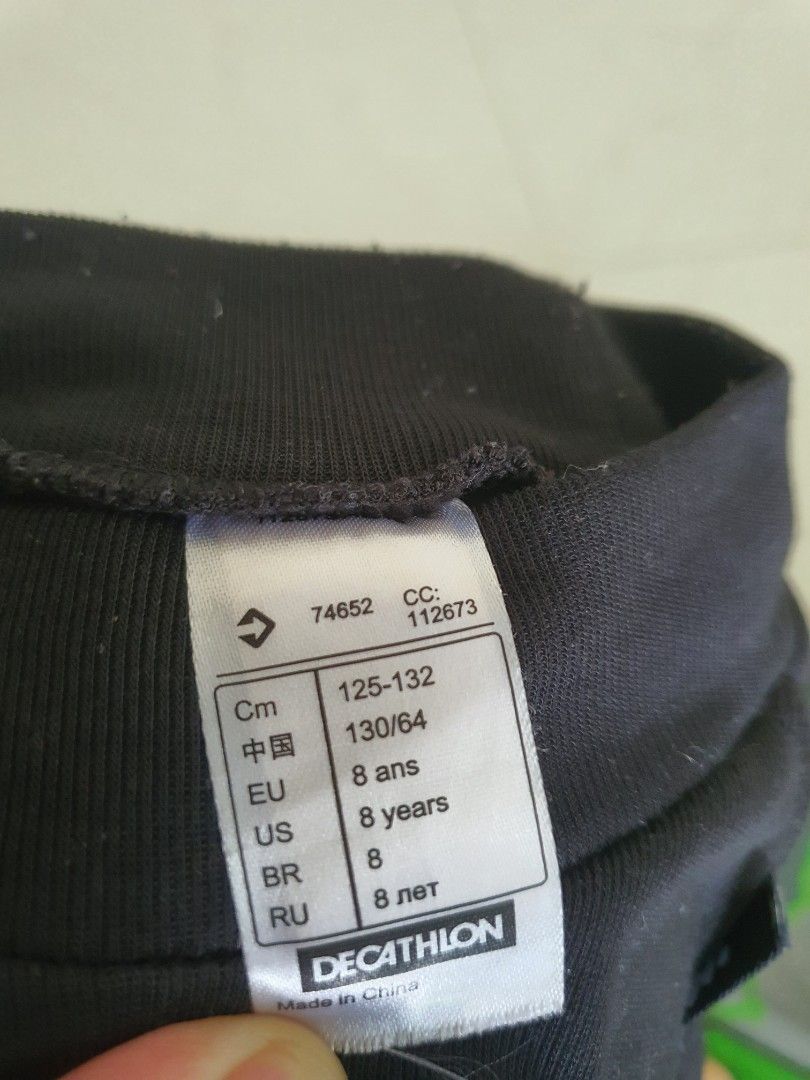 74652 CC:
112673
Cm 125-132
中国 130/64
EU 8 ans
US 8 years
BR 8
RU 8 лет
DECATHLON
Made in China